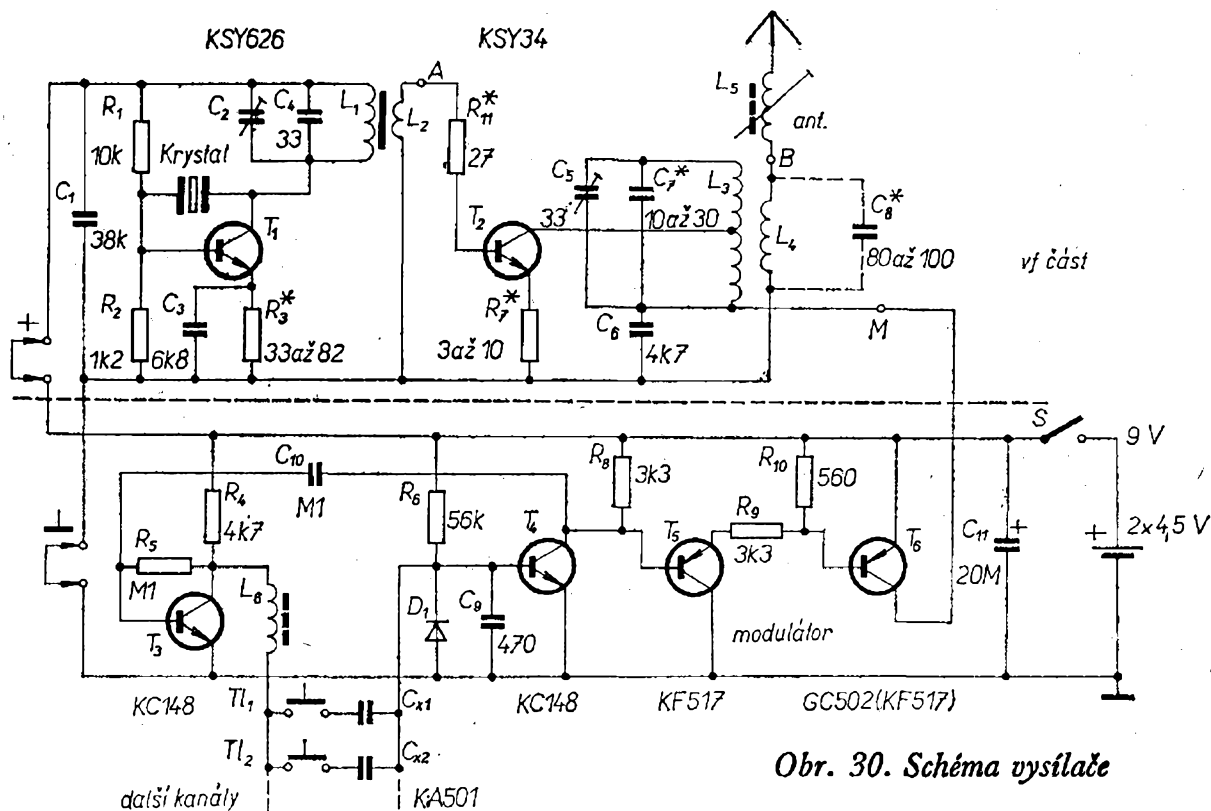 KSY626
KSY34
A
L₅
ant.
B
R₁
10k
C₂
C₄
33
L₁
L₂
R₁₁*
27
Krystal
C₁
38k
T₁
T₂
C₅
33
C₇*
10až30
L₃
L₄
C₈*
80až100
vf část
R₂
1k2
C₃
6k8
R₃*
33až82
R₇*
3až10
C₆
4k7
M
+
S
9 V
C₁₀
M1
R₄
4k7
R₆
56k
R₈
3k3
R₁₀
560
R₅
M1
T₄
T₅
R₉
3k3
T₆
C₁₁
+
20M
+
2x4,5 V
L₆
T₃
D₁
C₉
470
modulátor
KC148
KC148
KF517
GC502(KF517)
Tl₁
Cx1
Tl₂
Cx2
další kanály
KA501
Obr. 30. Schéma vysílače